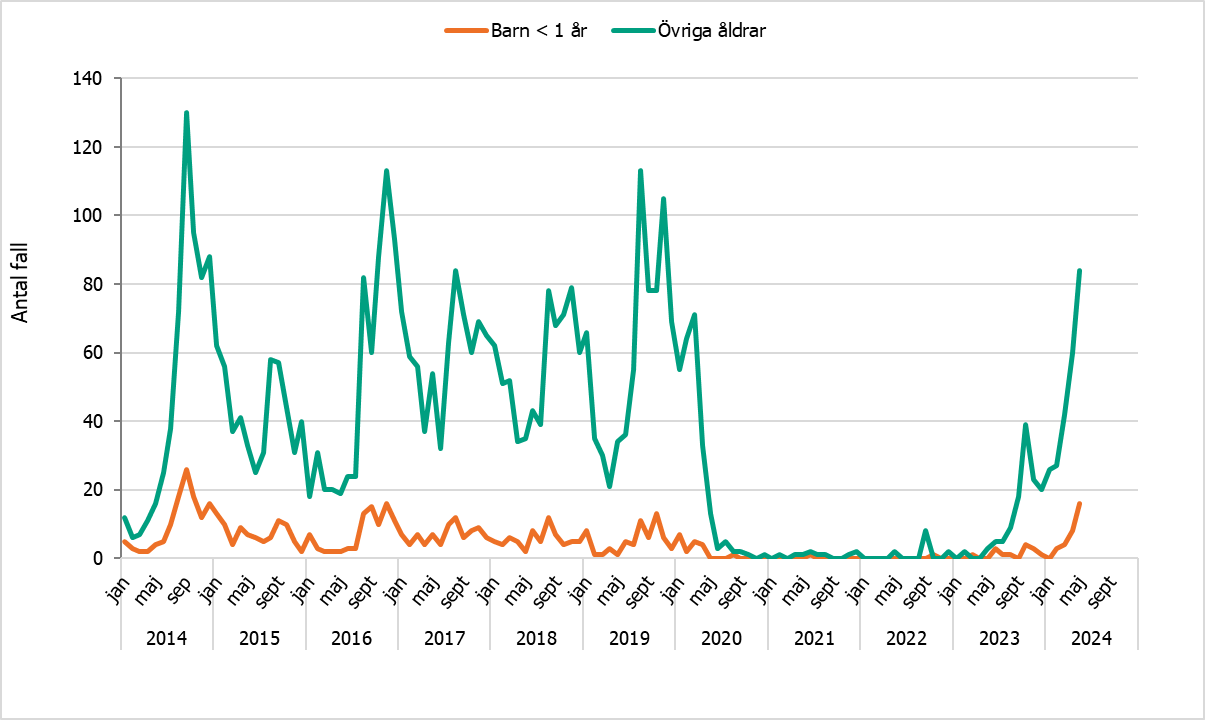 Barn < 1 år Övriga åldrar
Antal fall
140
120
100
80
60
40
20
0
jan maj sep jan maj sept jan maj sept jan maj sept jan maj sept jan maj sept jan maj sept jan maj sept jan maj sept jan maj sept jan maj sept
2014 2015 2016 2017 2018 2019 2020 2021 2022 2023 2024